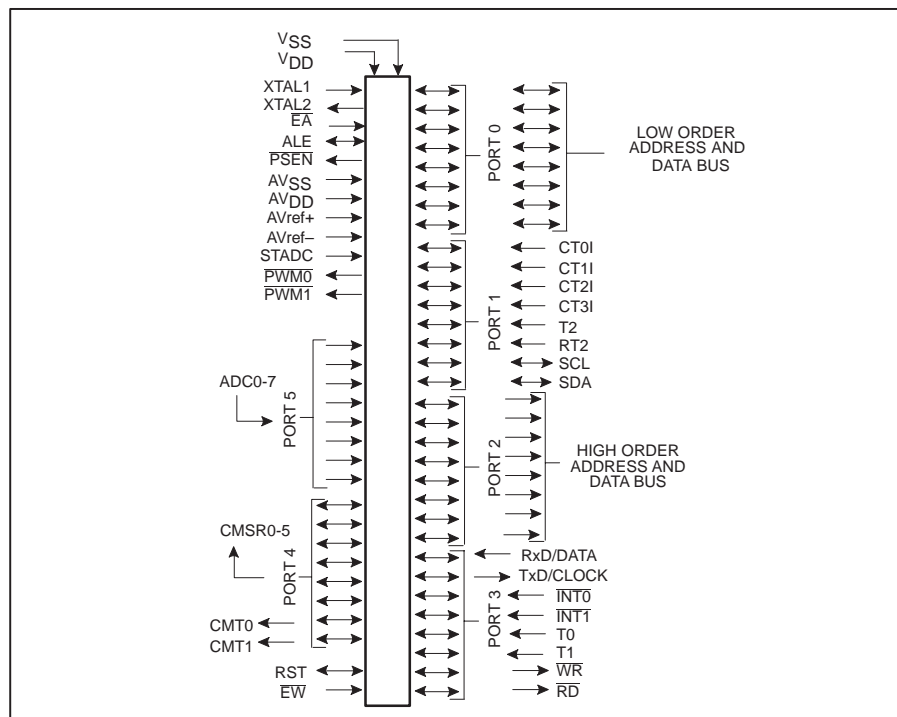 VSS
VDD
XTAL1
XTAL2
EA
ALE
PSEN
AVSS
AVDD
AVref+
AVref–
STADC
PWM0
PWM1
ADC0-7
PORT 5
CMSR0-5
PORT 4
CMT0
CMT1
RST
EW
PORT 0
LOW ORDER
ADDRESS AND
DATA BUS
PORT 1
CT0I
CT1I
CT2I
CT3I
T2
RT2
SCL
SDA
PORT 2
HIGH ORDER
ADDRESS AND
DATA BUS
PORT 3
RxD/DATA
TxD/CLOCK
INT0
INT1
T0
T1
WR
RD